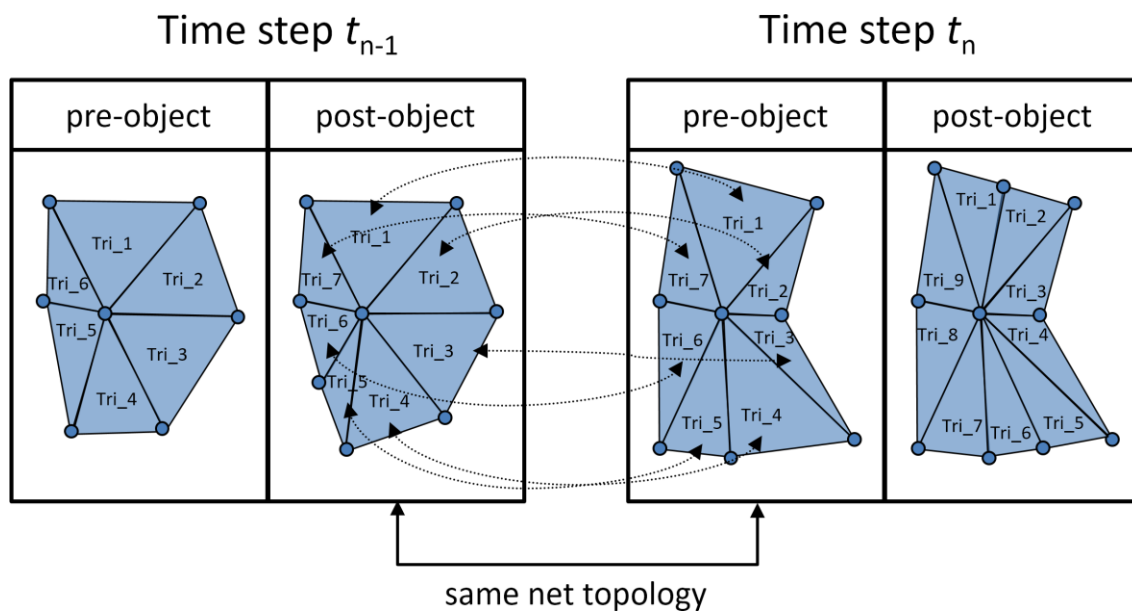 Time step t_{n-1}
Time step t_n
pre-object
post-object
pre-object
post-object
Tri_1
Tri_2
Tri_6
Tri_5
Tri_3
Tri_4
Tri_1
Tri_7
Tri_2
Tri_6
Tri_3
Tri_5
Tri_4
Tri_1
Tri_7
Tri_2
Tri_6
Tri_3
Tri_5
Tri_4
Tri_1
Tri_2
Tri_9
Tri_3
Tri_8
Tri_4
Tri_7
Tri_6
Tri_5
same net topology